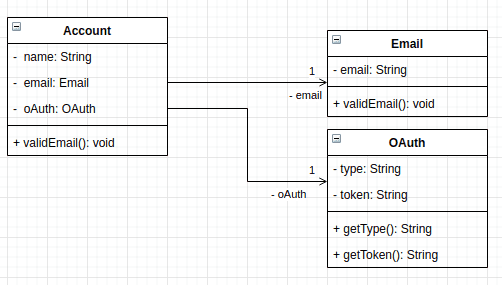 Account
- name: String
- email: Email
- oAuth: OAuth
+ validEmail(): void
1
- email
1
- oAuth
Email
- email: String
+ validEmail(): void
OAuth
- type: String
- token: String
+ getType(): String
+ getToken(): String